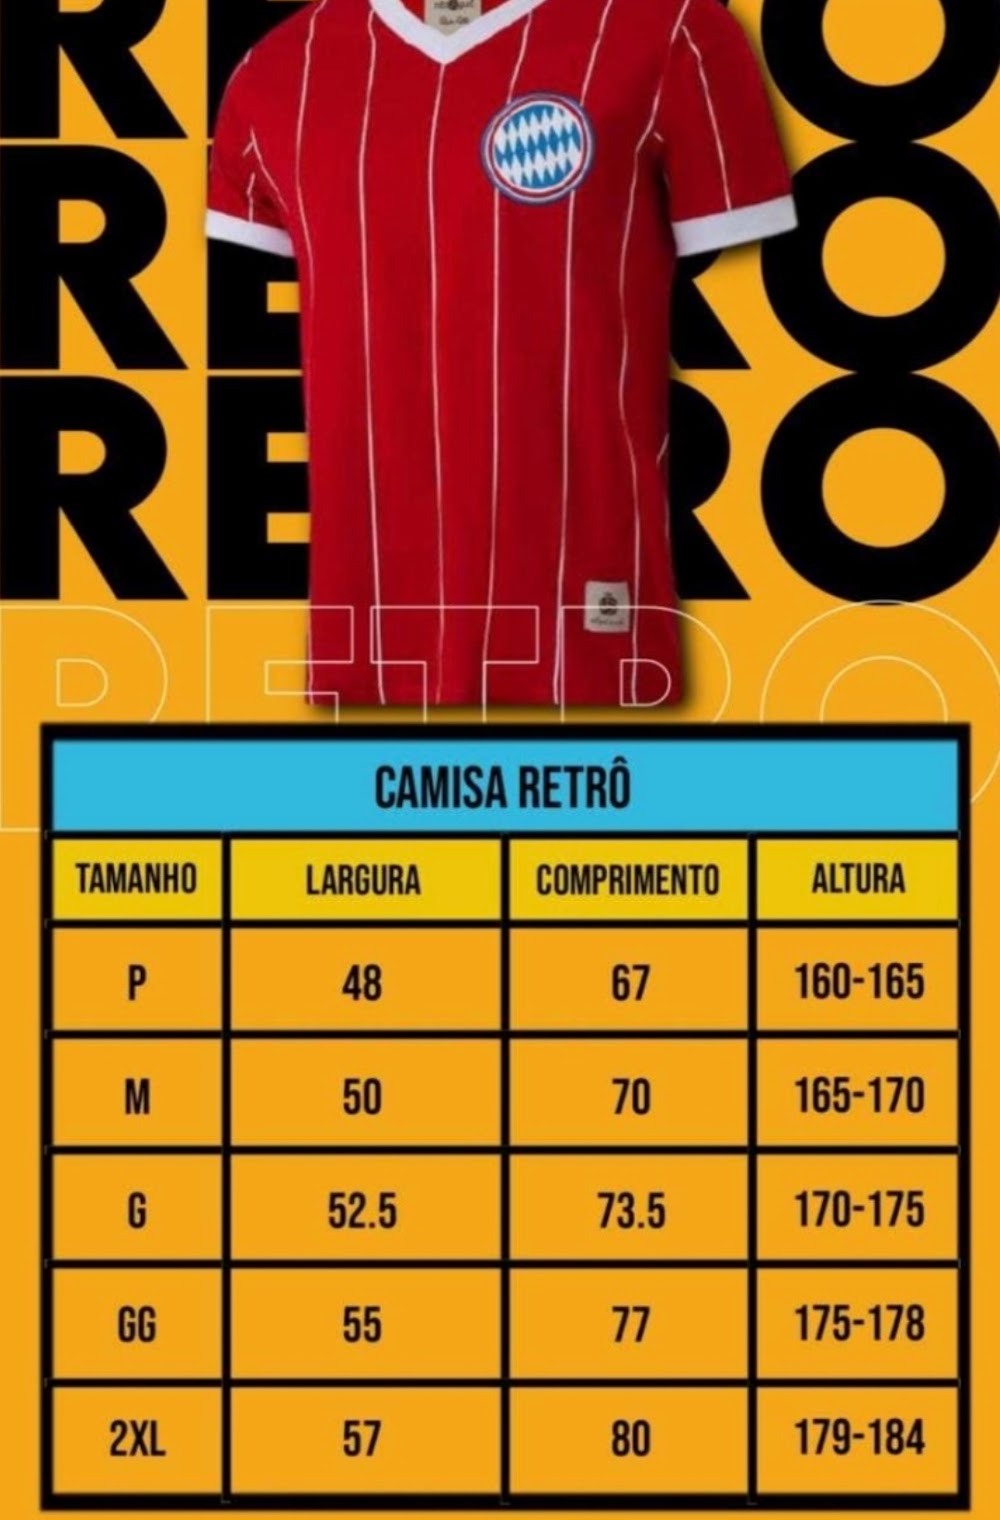 RETRO
RETRO
RETRO
RETRO
CAMISA RETRÔ
TAMANHO LARGURA COMPRIMENTO ALTURA
P 48 67 160-165
M 50 70 165-170
G 52.5 73.5 170-175
GG 55 77 175-178
2XL 57 80 179-184